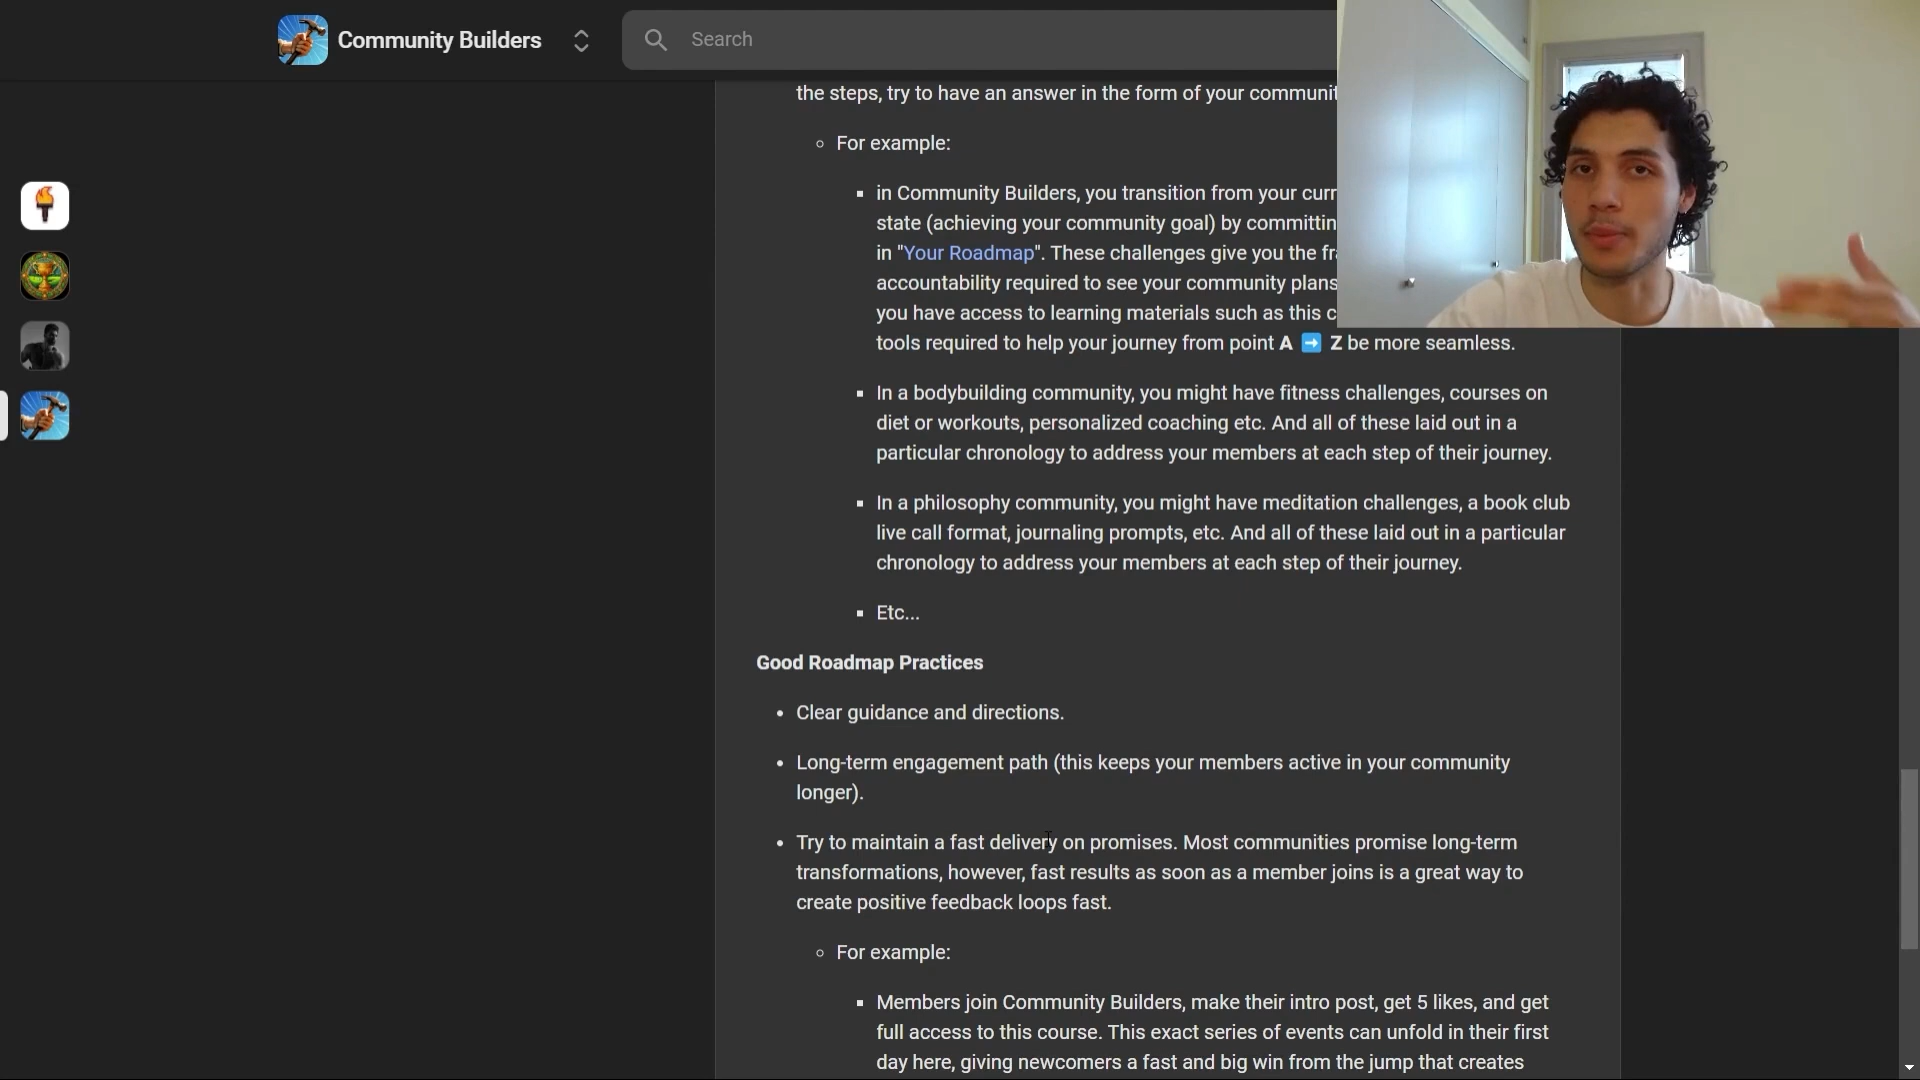 Community Builders
Search
the steps, try to have an answer in the form of your
For example:
in Community Builders, you transition from your
state (achieving your community goal) by
in "Your Roadmap". These challenges give you the
accountability required to see your community plans
you have access to learning materials such as this
tools required to help your journey from point A ➡ Z be more seamless.
In a bodybuilding community, you might have fitness challenges, courses on
diet or workouts, personalized coaching etc. And all of these laid out in a
particular chronology to address your members at each step of their journey.
In a philosophy community, you might have meditation challenges, a book club
live call format, journaling prompts, etc. And all of these laid out in a particular
chronology to address your members at each step of their journey.
Etc...
Good Roadmap Practices
Clear guidance and directions.
Long-term engagement path (this keeps your members active in your community
longer).
Try to maintain a fast delivery on promises. Most communities promise long-term
transformations, however, fast results as soon as a member joins is a great way to
create positive feedback loops fast.
For example:
Members join Community Builders, make their intro post, get 5 likes, and get
full access to this course. This exact series of events can unfold in their first
day here, giving newcomers a fast and big win from the jump that creates